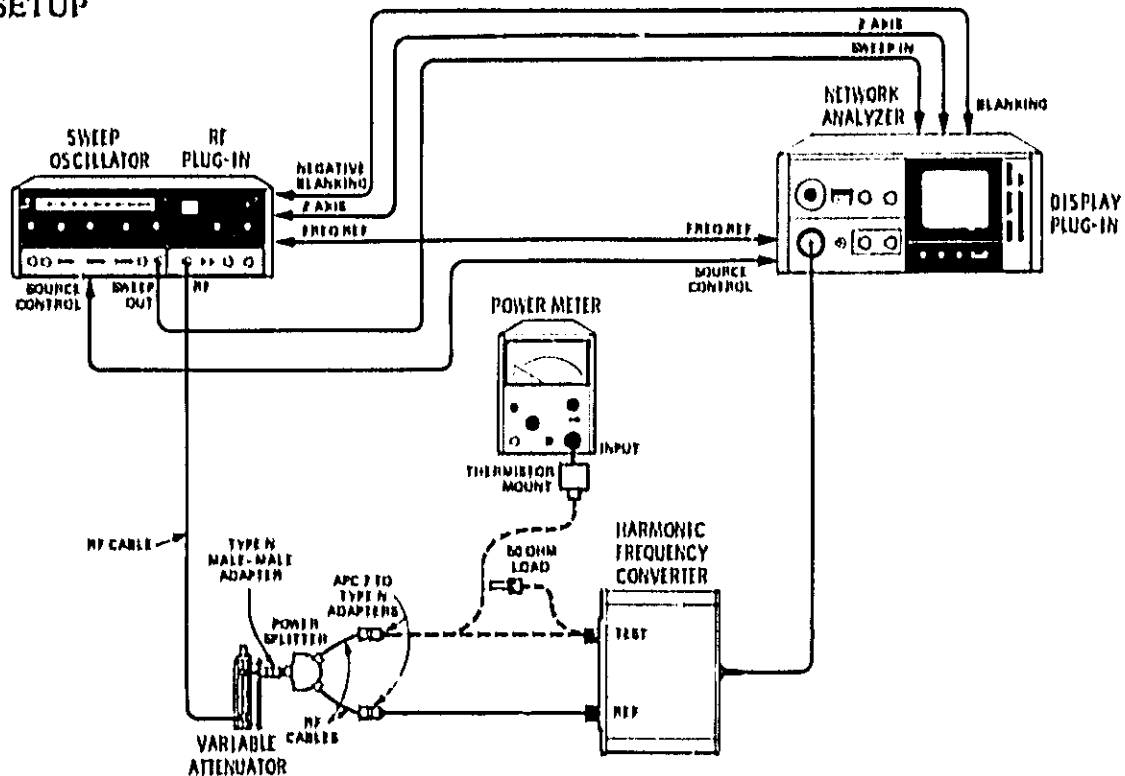 SETUP
Z AXIS
SWEEP IN
BLANKING
NETWORK
ANALYZER
SWEEP
OSCILLATOR
RF
PLUG-IN
NEGATIVE
BLANKING
Z AXIS
FREQ REF
FREQ REF
DISPLAY
PLUG-IN
SOURCE
CONTROL
SWEEP
OUT
RF
SOURCE
CONTROL
POWER METER
INPUT
THERMISTOR
MOUNT
RF CABLE
TYPE N
MALE-MALE
ADAPTER
POWER
SPLITTER
APC 7 TO
TYPE N
ADAPTERS
50 OHM
LOAD
HARMONIC
FREQUENCY
CONVERTER
TEST
REF
RF
CABLES
VARIABLE
ATTENUATOR